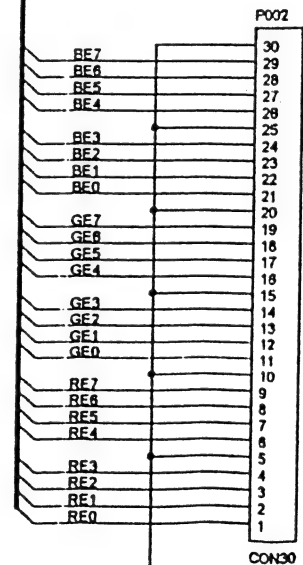 P002
30
BE7 29
BE6 28
BE5 27
BE4 26
25
BE3 24
BE2 23
BE1 22
BE0 21
20
GE7 19
GE6 18
GE5 17
GE4 16
15
GE3 14
GE2 13
GE1 12
GE0 11
10
RE7 9
RE6 8
RE5 7
RE4 6
5
RE3 4
RE2 3
RE1 2
RE0 1
CON30